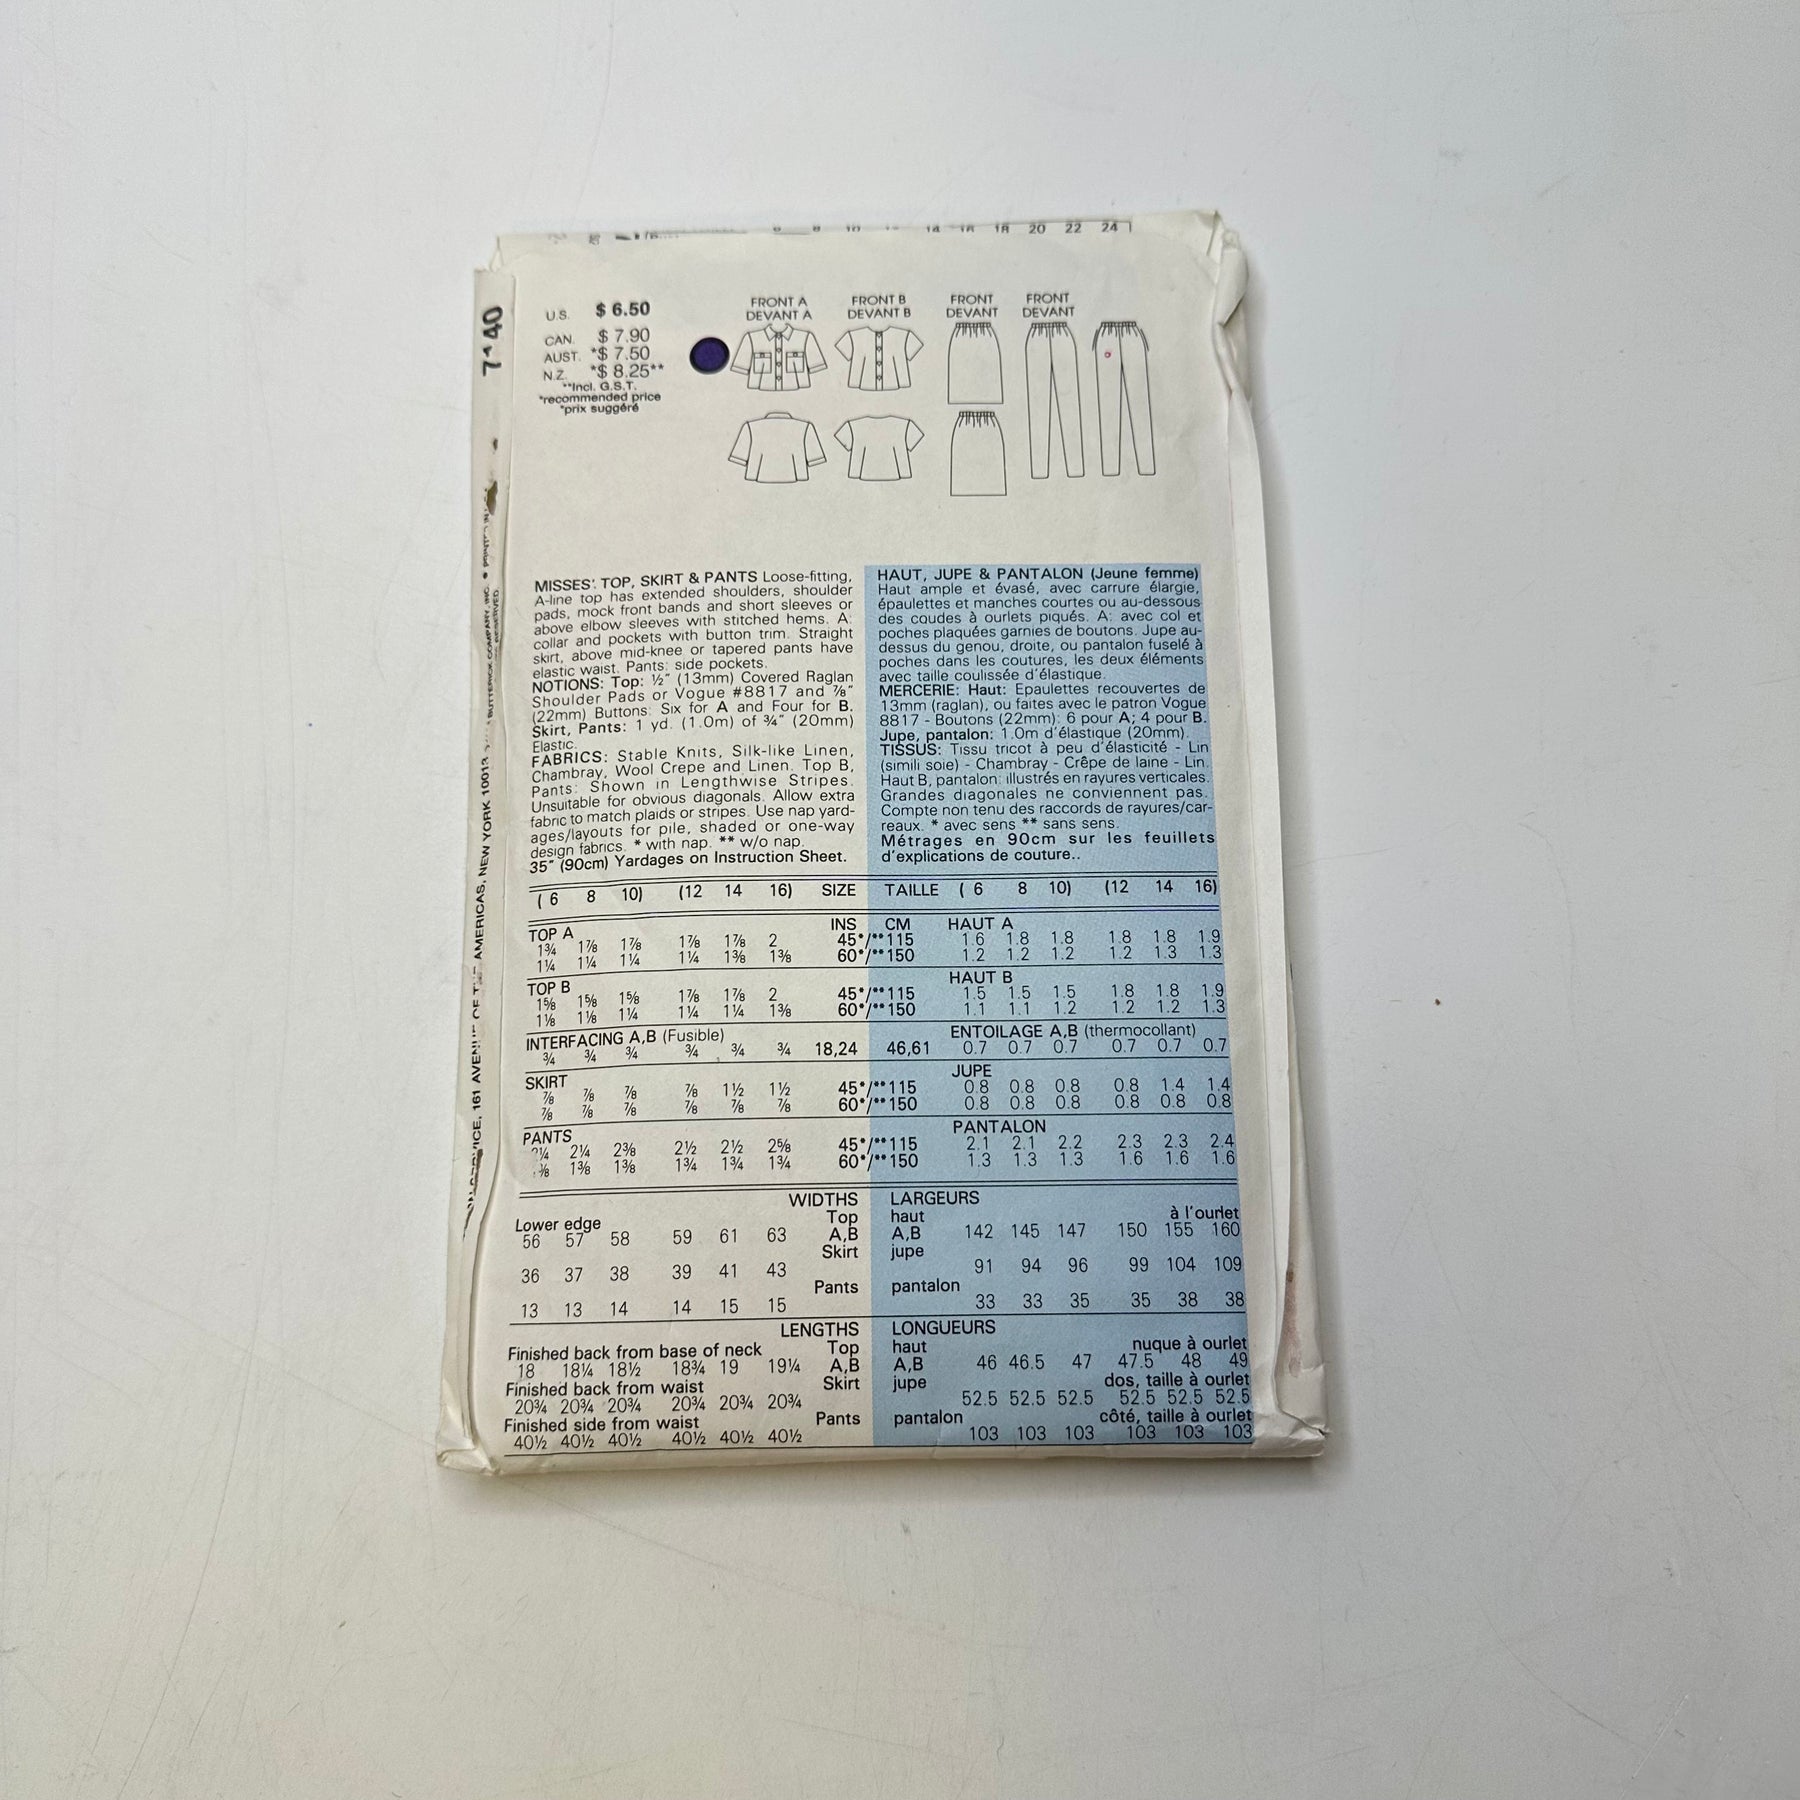 14 16 18 20 22 24
7140
U.S. $ 6.50
CAN. $ 7.90
AUST. *$ 7.50
N.Z. *$ 8.25**
**Incl. G.S.T.
*recommended price
*prix suggéré
FRONT A
DEVANT A
FRONT B
DEVANT B
FRONT
DEVANT
FRONT
DEVANT
161 AVENUE OF THE AMERICAS, NEW YORK 10013
BUTTERICK COMPANY, INC.
MISSES'. TOP, SKIRT & PANTS Loose-fitting,
A-line top has extended shoulders, shoulder
pads, mock front bands and short sleeves or
above elbow sleeves with stitched hems. A:
collar and pockets with button trim. Straight
skirt, above mid-knee or tapered pants have
elastic waist. Pants: side pockets.
NOTIONS: Top: ½" (13mm) Covered Raglan
Shoulder Pads or Vogue #8817 and ⅞"
(22mm) Buttons: Six for A and Four for B.
Skirt, Pants: 1 yd. (1.0m) of ¾" (20mm)
Elastic.
FABRICS: Stable Knits, Silk-like Linen,
Chambray, Wool Crepe and Linen. Top B,
Pants: Shown in Lengthwise Stripes.
Unsuitable for obvious diagonals. Allow extra
fabric to match plaids or stripes. Use nap yard-
ages/layouts for pile, shaded or one-way
design fabrics. * with nap. ** w/o nap.
35" (90cm) Yardages on Instruction Sheet.
HAUT, JUPE & PANTALON (Jeune femme)
Haut ample et évasé, avec carrure élargie,
épaulettes et manches courtes ou au-dessous
des coudes à ourlets piqués. A: avec col et
poches plaquées garnies de boutons. Jupe au-
dessus du genou, droite, ou pantalon fuselé à
poches dans les coutures, les deux éléments
avec taille coulissée d'élastique.
MERCERIE: Haut: Epaulettes recouvertes de
13mm (raglan), ou faites avec le patron Vogue
8817 - Boutons (22mm): 6 pour A; 4 pour B.
Jupe, pantalon: 1.0m d'élastique (20mm).
TISSUS: Tissu tricot à peu d'élasticité - Lin
(simili soie) - Chambray - Crêpe de laine - Lin.
Haut B, pantalon: illustrés en rayures verticales.
Grandes diagonales ne conviennent pas.
Compte non tenu des raccords de rayures/car-
reaux. * avec sens ** sans sens.
Métrages en 90cm sur les feuillets
d'explications de couture..
( 6 8 10) (12 14 16) SIZE TAILLE ( 6 8 10) (12 14 16)
TOP A INS CM HAUT A
1¾ 1⅞ 1⅞ 1⅞ 1⅞ 2 45*/**115 1.6 1.8 1.8 1.8 1.8 1.9
1¼ 1¼ 1¼ 1¼ 1⅜ 1⅜ 60*/**150 1.2 1.2 1.2 1.2 1.3 1.3
TOP B HAUT B
1⅝ 1⅝ 1⅝ 1⅞ 1⅞ 2 45*/**115 1.5 1.5 1.5 1.8 1.8 1.9
1⅛ 1⅛ 1¼ 1¼ 1¼ 1⅜ 60*/**150 1.1 1.1 1.2 1.2 1.2 1.3
INTERFACING A,B (Fusible) ENTOILAGE A,B (thermocollant)
¾ ¾ ¾ ¾ ¾ ¾ 18,24 46,61 0.7 0.7 0.7 0.7 0.7 0.7
SKIRT JUPE
⅞ ⅞ ⅞ ⅞ 1½ 1½ 45*/**115 0.8 0.8 0.8 0.8 1.4 1.4
⅞ ⅞ ⅞ ⅞ ⅞ ⅞ 60*/**150 0.8 0.8 0.8 0.8 0.8 0.8
PANTS PANTALON
2¼ 2¼ 2⅜ 2½ 2½ 2⅝ 45*/**115 2.1 2.1 2.2 2.3 2.3 2.4
1⅜ 1⅜ 1¾ 1¾ 1¾ 60*/**150 1.3 1.3 1.3 1.6 1.6 1.6
WIDTHS LARGEURS
Lower edge Top haut à l'ourlet
56 57 58 59 61 63 A,B A,B 142 145 147 150 155 160
Skirt jupe
36 37 38 39 41 43 91 94 96 99 104 109
Pants pantalon
13 13 14 14 15 15 33 33 35 35 38 38
LENGTHS LONGUEURS
Finished back from base of neck Top haut nuque à ourlet
18 18¼ 18½ 18¾ 19 19¼ A,B A,B 46 46.5 47 47.5 48 49
Finished back from waist Skirt jupe dos, taille à ourlet
20¾ 20¾ 20¾ 20¾ 20¾ 20¾ 52.5 52.5 52.5 52.5 52.5 52.5
Finished side from waist Pants pantalon côté, taille à ourlet
40½ 40½ 40½ 40½ 40½ 40½ 103 103 103 103 103 103